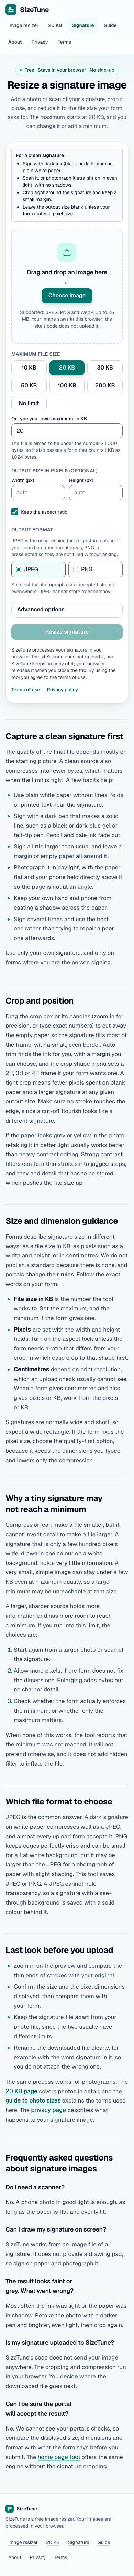 SizeTune
Image resizer 20 KB Signature Guide
About Privacy Terms
Free · Stays in your browser · No sign-up
Resize a signature image
Add a photo or scan of your signature, crop it
and reduce it to the file size the form you
use asks for. The maximum starts at 20 KB, and you
can change it or add a minimum.
For a clean signature
Sign with dark ink (black or dark blue) on
plain white paper.
Scan it, or photograph it straight on in even
light, with no shadows.
Crop tight around the signature and keep a
small margin.
Leave the output size blank unless your
form states a pixel size.
Drag and drop an image here
or
Choose image
Supported: JPEG, PNG and WebP. Up to 25
MB. Your image stays in this browser; the
site's code does not upload it.
MAXIMUM FILE SIZE
10 KB 20 KB 30 KB
50 KB 100 KB 200 KB
No limit
Or type your own maximum, in KB
20
The file is aimed to be under the number × 1,000
bytes, so it also passes a form that counts 1 KB as
1,024 bytes.
OUTPUT SIZE IN PIXELS (OPTIONAL)
Width (px) Height (px)
auto auto
Keep the aspect ratio
OUTPUT FORMAT
JPEG is the usual choice for a signature upload. If
your scan has transparent areas, PNG is
preselected so they are not filled without asking.
JPEG PNG
Smallest for photographs and accepted almost
everywhere. JPEG cannot store transparency.
Advanced options
Resize signature
SizeTune processes your signature in your
browser. The site's code does not upload it, and
SizeTune keeps no copy of it; your browser
releases it when you close the tab. By using the
tool you agree to the terms of use.
Terms of use Privacy policy
Capture a clean signature first
The quality of the final file depends mostly on
the starting picture. A clean source also
compresses into fewer bytes, which matters
when the limit is tight. A few habits help:
Use plain white paper without lines, folds
or printed text near the signature.
Sign with a dark pen that makes a solid
line, such as a black or dark blue gel or
felt-tip pen. Pencil and pale ink fade out.
Sign a little larger than usual and leave a
margin of empty paper all around it.
Photograph it in daylight, with the paper
flat and your phone held directly above it
so the page is not at an angle.
Keep your own hand and phone from
casting a shadow across the paper.
Sign several times and use the best
one rather than trying to repair a poor
one afterwards.
Use only your own signature, and only on
forms where you are the person signing.
Crop and position
Drag the crop box or its handles (zoom in for
precision, or type exact numbers) to cut away
the empty paper so the signature fills most of
the frame, with a small, even border. Auto-
trim finds the ink for you, with a margin you
can choose, and the crop shape menu sets a
2:1, 3:1 or 4:1 frame if your form wants one. A
tight crop means fewer pixels spent on blank
paper and a larger signature at any given
output size. Make sure no stroke touches the
edge, since a cut-off flourish looks like a
different signature.
If the paper looks grey or yellow in the photo,
retaking it in better light usually works better
than heavy contrast editing. Strong contrast
filters can turn thin strokes into jagged steps,
and they add detail that has to be stored,
which pushes the file size up.
Size and dimension guidance
Forms describe signature size in different
ways: as a file size in KB, as pixels such as a
width and height, or in centimetres. We do not
publish a standard because there is none, and
portals change their rules. Follow the exact
words on your form.
File size in KB is the number the tool
works to. Set the maximum, and the
minimum if the form gives one.
Pixels are set with the width and height
fields. Turn on the aspect lock unless the
form needs a ratio that differs from the
crop, in which case crop to that shape first.
Centimetres depend on print resolution,
which an upload check usually cannot see.
When a form gives centimetres and also
gives pixels or KB, work from the pixels
or KB.
Signatures are normally wide and short, so
expect a wide rectangle. If the form fixes the
pixel size, choose the fit-quality-first option,
because it keeps the dimensions you typed
and lowers only the compression.
Why a tiny signature may
not reach a minimum
Compression can make a file smaller, but it
cannot invent detail to make a file larger. A
signature that is only a few hundred pixels
wide, drawn in one colour on a white
background, holds very little information. A
very small, simple image can stay under a few
KB even at maximum quality, so a large
minimum may be unreachable at that size.
A larger, sharper source holds more
information and has more room to reach a
minimum. If you run into this limit, the
choices are:
1. Start again from a larger photo or scan of
the signature.
2. Allow more pixels, if the form does not fix
the dimensions. Enlarging adds bytes but
no sharper detail.
3. Check whether the form actually enforces
the minimum, or whether only the
maximum matters.
When none of this works, the tool reports that
the minimum was not reached. It will not
pretend otherwise, and it does not add hidden
filler to inflate the file.
Which file format to choose
JPEG is the common answer. A dark signature
on white paper compresses well as a JPEG,
and almost every upload form accepts it. PNG
keeps edges perfectly crisp and can be small
for a flat white background, but it may be
larger than the JPEG for a photograph of
paper with slight shading. This tool saves
JPEG or PNG. A JPEG cannot hold
transparency, so a signature with a see-
through background is saved with a solid
colour behind it.
Last look before you upload
Zoom in on the preview and compare the
thin ends of strokes with your original.
Confirm the size and the pixel dimensions
displayed, then compare them with
your form.
Keep the signature file apart from your
photo file, since the two usually have
different limits.
Rename the downloaded file clearly, for
example with the word signature in it, so
you do not attach the wrong one.
The same process works for photographs. The
20 KB page covers photos in detail, and the
guide to photo sizes explains the terms used
here. The privacy page describes what
happens to your signature image.
Frequently asked questions
about signature images
Do I need a scanner?
No. A phone photo in good light is enough, as
long as the paper is flat and evenly lit.
Can I draw my signature on screen?
SizeTune works from an image file of a
signature. It does not provide a drawing pad,
so sign on paper and photograph it.
The result looks faint or
grey. What went wrong?
Most often the ink was light or the paper was
in shadow. Retake the photo with a darker
pen and brighter, even light, then crop again.
Is my signature uploaded to SizeTune?
SizeTune's code does not send your image
anywhere. The cropping and compression run
in your browser. You decide where the
downloaded file goes next.
Can I be sure the portal
will accept the result?
No. We cannot see your portal's checks, so
compare the displayed size, dimensions and
format with what the form says before you
submit. The home page tool offers the same
engine without the signature cropping.
SizeTune
SizeTune is a free image resizer. Your images are
processed in your browser.
Image resizer 20 KB Signature Guide
About Privacy Terms